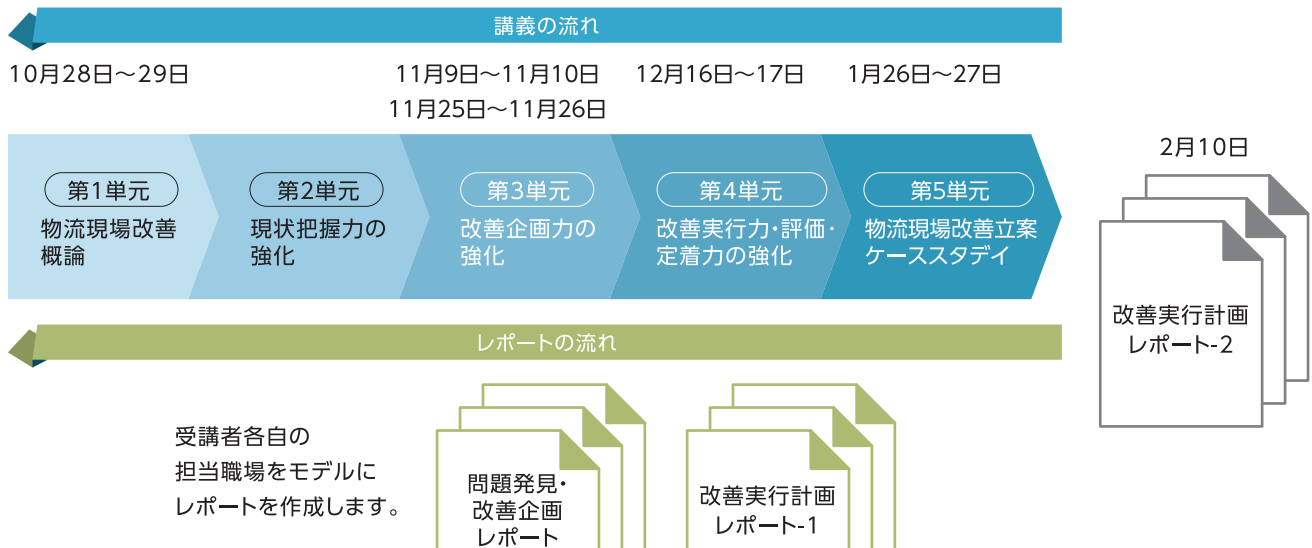 講義の流れ
10月28日～29日
11月9日～11月10日
11月25日～11月26日
12月16日～17日
1月26日～27日
2月10日
第1単元
物流現場改善
概論
第2単元
現状把握力の
強化
第3単元
改善企画力の
強化
第4単元
改善実行力・評価・
定着力の強化
第5単元
物流現場改善立案
ケーススタデイ
改善実行計画
レポート-2
レポートの流れ
受講者各自の
担当職場をモデルに
レポートを作成します。
問題発見・
改善企画
レポート
改善実行計画
レポート-1